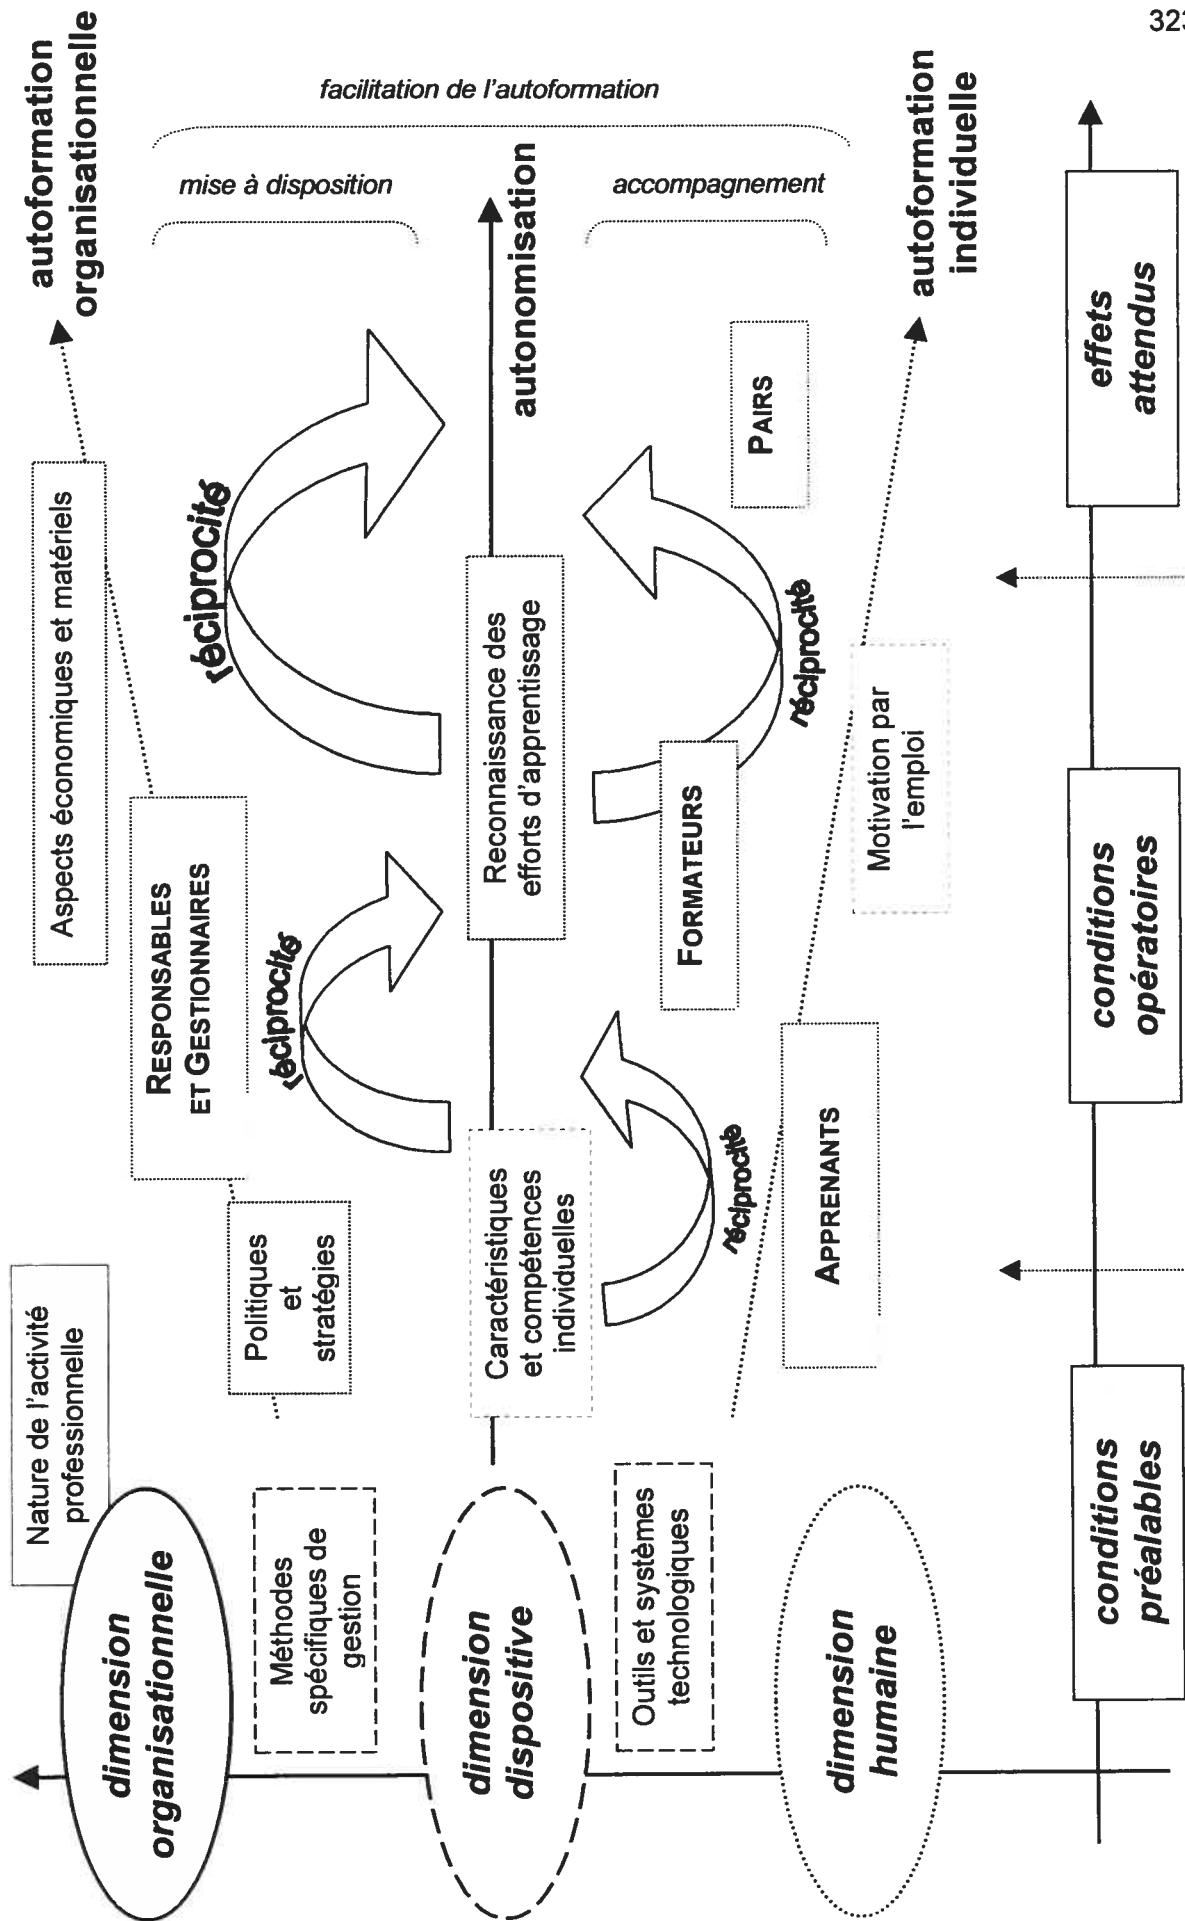 323
Nature de l'activité
professionnelle
Aspects économiques et matériels
autoformation
organisationnelle
dimension
organisationnelle
RESPONSABLES
ET GESTIONNAIRES
Politiques
et
stratégies
Méthodes
spécifiques de
gestion
réciprocité
réciprocité
mise à disposition
facilitation de l'autoformation
dimension
dispositive
Caractéristiques
et compétences
individuelles
Reconnaissance des
efforts d'apprentissage
autonomisation
Outils et systèmes
technologiques
réciprocité
FORMATEURS
réciprocité
PAIRS
accompagnement
dimension
humaine
APPRENANTS
Motivation par
l'emploi
autoformation
individuelle
conditions
préalables
conditions
opératoires
effets
attendus